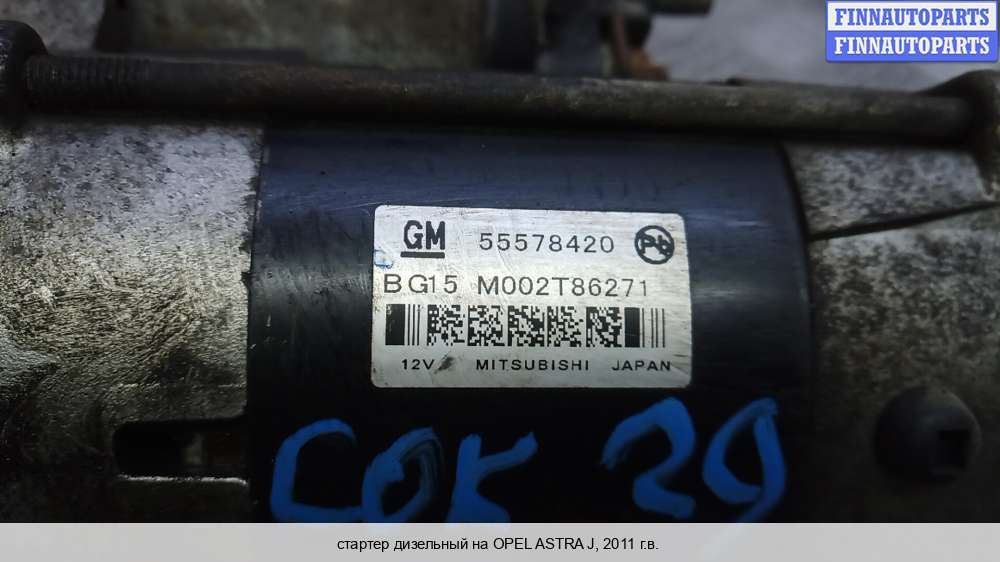 FINNAUTOPARTS
FINNAUTOPARTS
GM 55578420 Pb
BG15 M002T86271
12V MITSUBISHI JAPAN
СОК 29
стартер дизельный на OPEL ASTRA J, 2011 г.в.